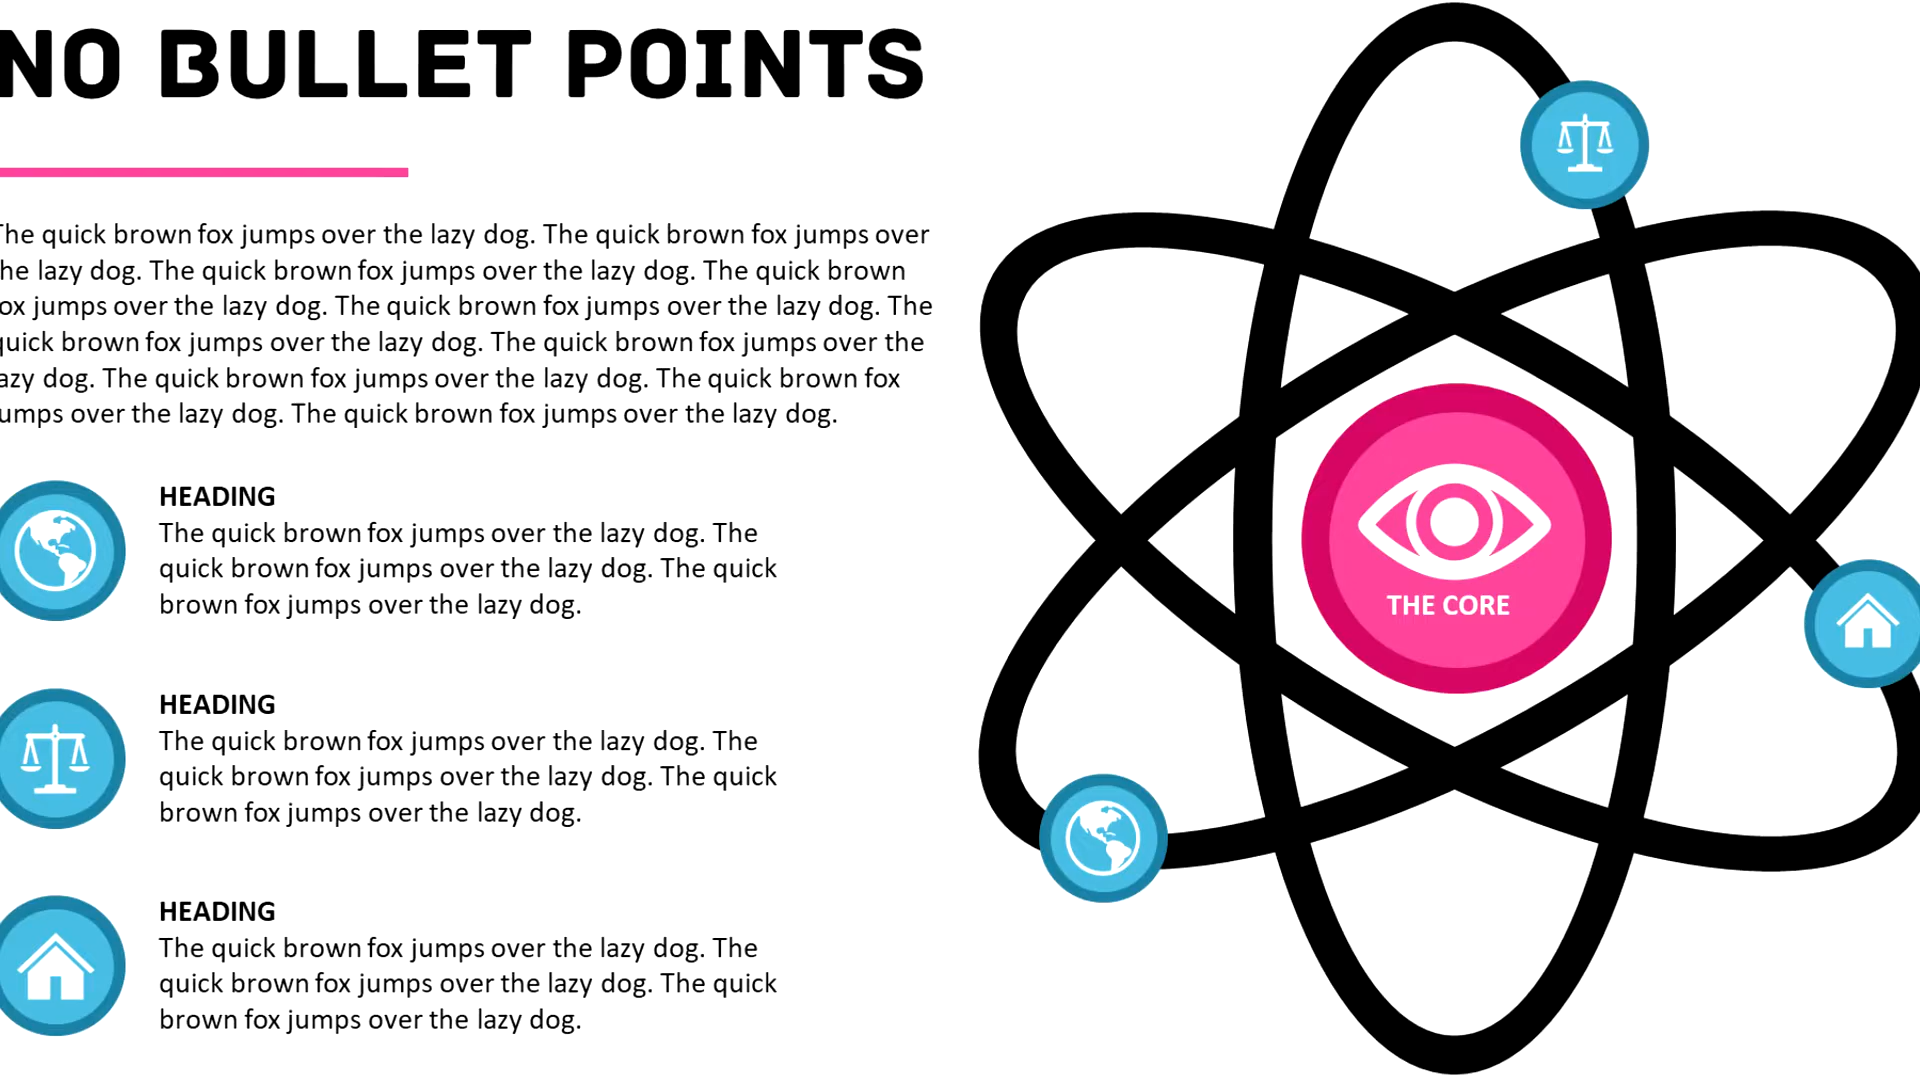 NO BULLET POINTS
The quick brown fox jumps over the lazy dog. The quick brown fox jumps over
he lazy dog. The quick brown fox jumps over the lazy dog. The quick brown
ox jumps over the lazy dog. The quick brown fox jumps over the lazy dog. The
quick brown fox jumps over the lazy dog. The quick brown fox jumps over the
azy dog. The quick brown fox jumps over the lazy dog. The quick brown fox
umps over the lazy dog. The quick brown fox jumps over the lazy dog.
HEADING
The quick brown fox jumps over the lazy dog. The
quick brown fox jumps over the lazy dog. The quick
brown fox jumps over the lazy dog.
HEADING
The quick brown fox jumps over the lazy dog. The
quick brown fox jumps over the lazy dog. The quick
brown fox jumps over the lazy dog.
HEADING
The quick brown fox jumps over the lazy dog. The
quick brown fox jumps over the lazy dog. The quick
brown fox jumps over the lazy dog.
THE CORE